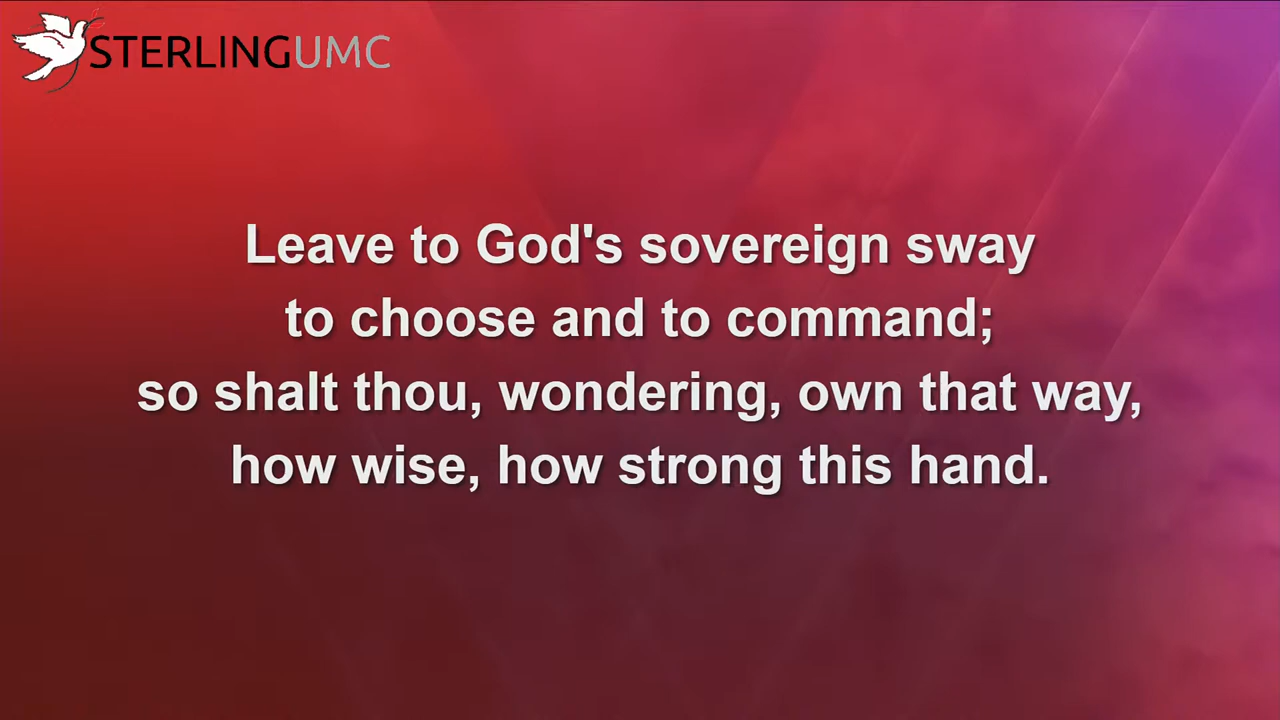 STERLINGUMC
Leave to God's sovereign sway
to choose and to command;
so shalt thou, wondering, own that way,
how wise, how strong this hand.